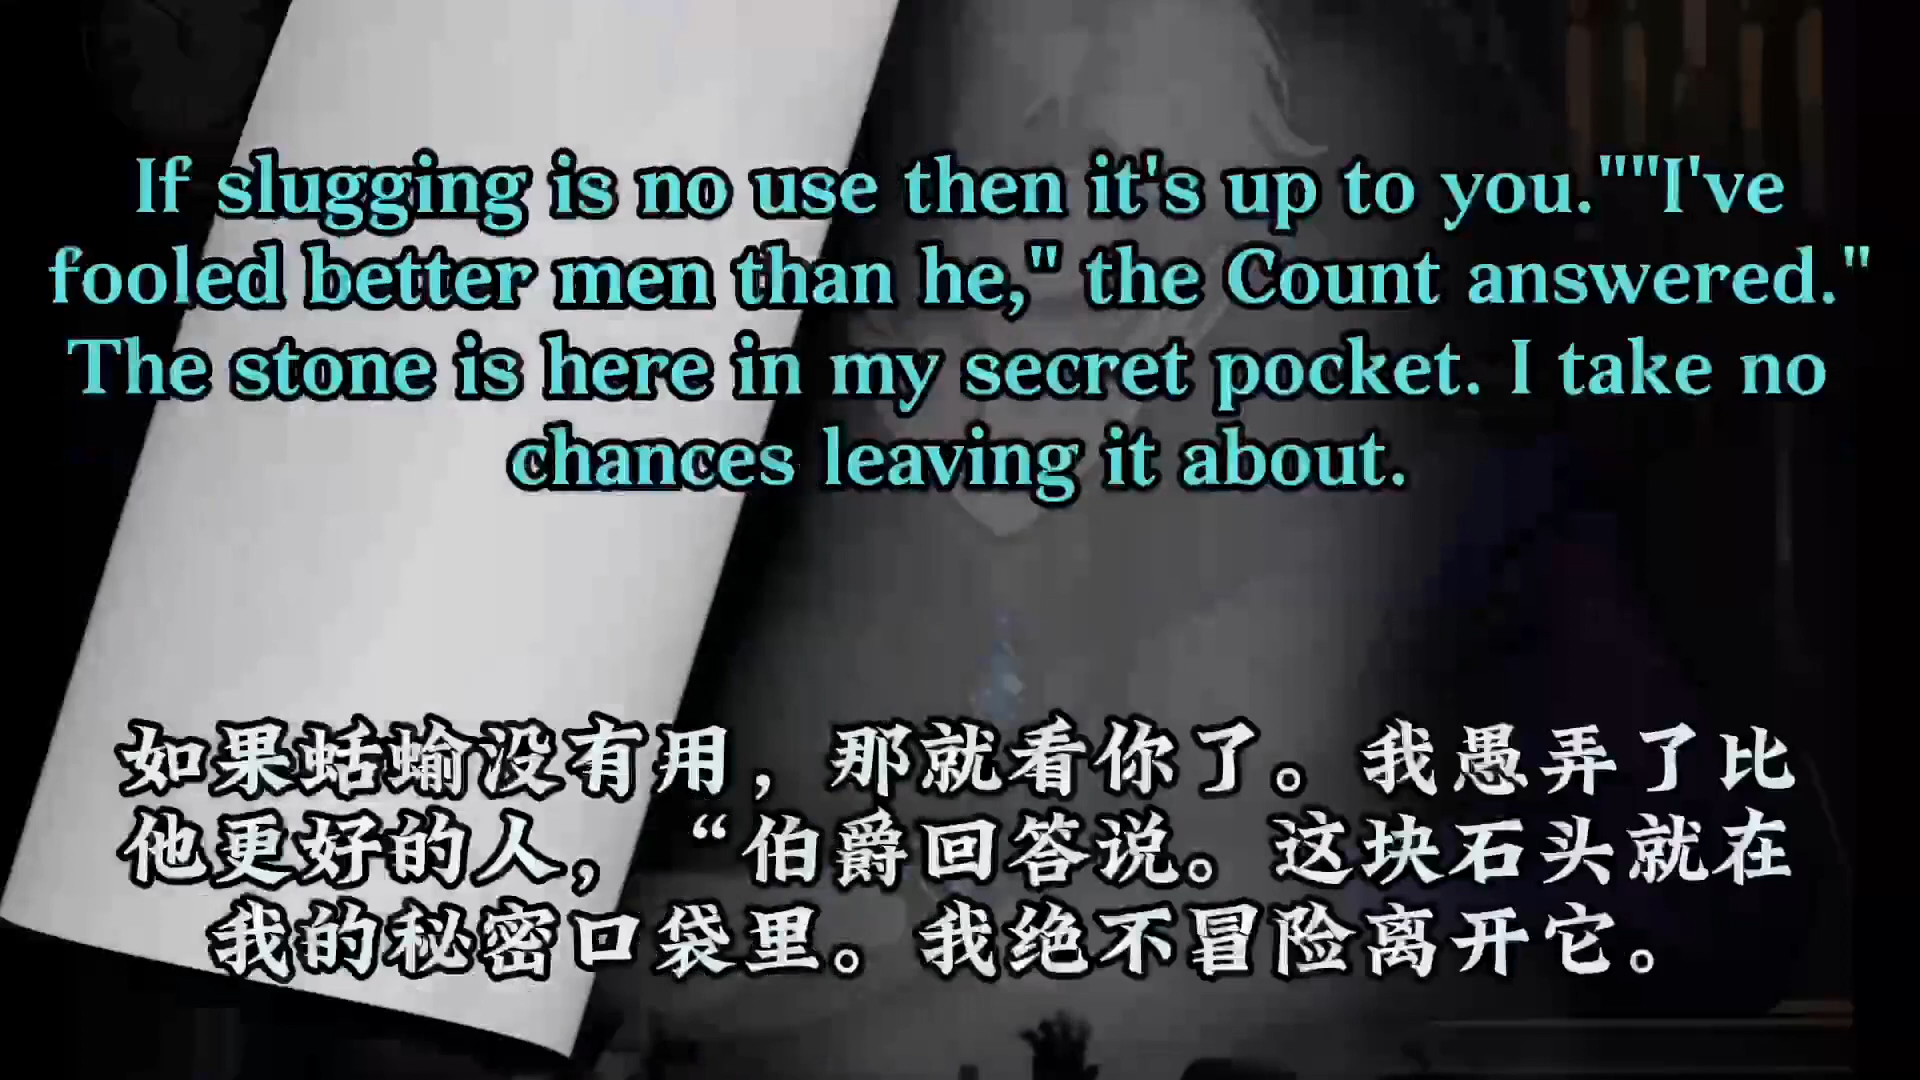 If slugging is no use then it's up to you.""I've
fooled better men than he," the Count answered."
The stone is here in my secret pocket. I take no
chances leaving it about.
如果蛞蝓没有用，那就看你了。我愚弄了比
他更好的人，“伯爵回答说。这块石头就在
我的秘密口袋里。我绝不冒险离开它。